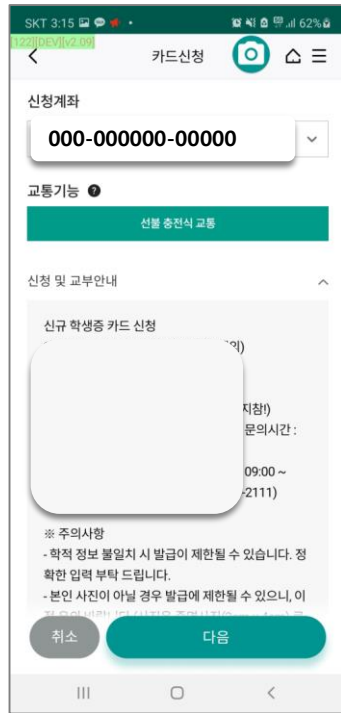 SKT 3:15
62%
[122][DEV][v2.09]
카드신청
신청계좌
000-000000-00000
교통기능 ?
선불 충전식 교통
신청 및 교부안내
신규 학생증 카드 신청
지참!)
문의시간 :
09:00 ~
-2111)
※ 주의사항
- 학적 정보 불일치 시 발급이 제한될 수 있습니다. 정
확한 입력 부탁 드립니다.
- 본인 사진이 아닐 경우 발급에 제한될 수 있으니, 이
취소
다음